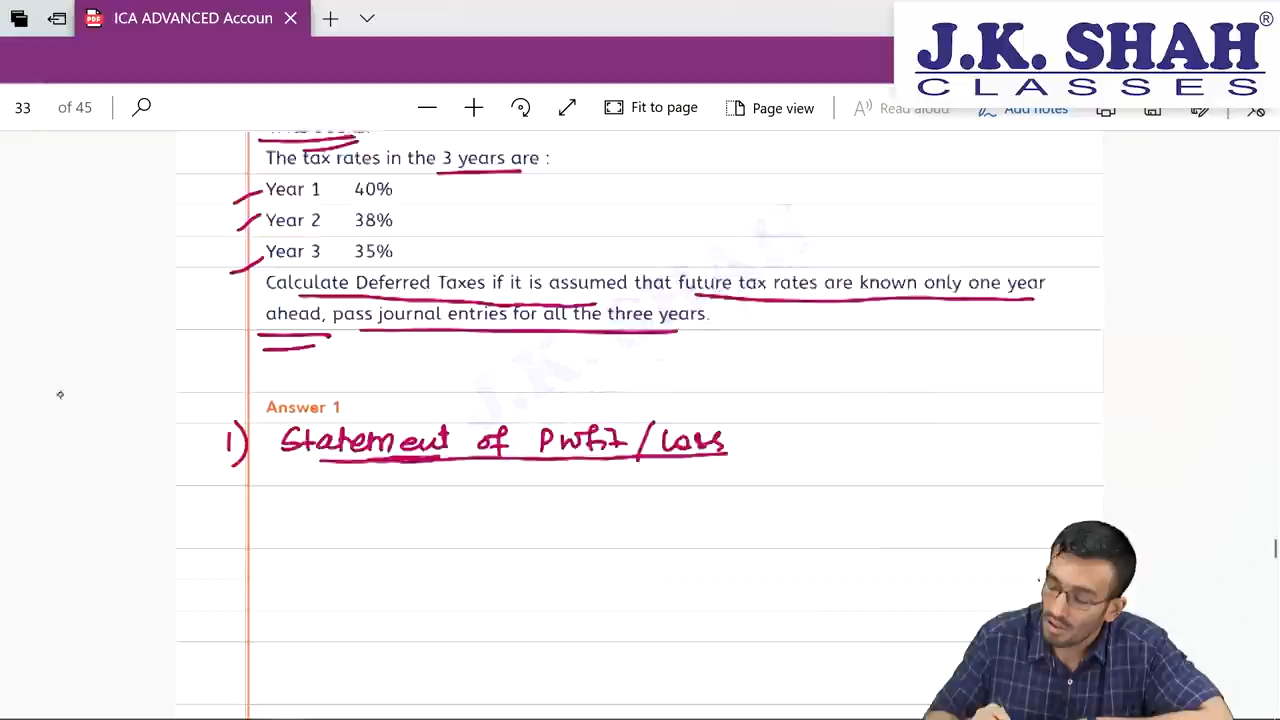 ICA ADVANCED Accoun
J.K. SHAH®
CLASSES
33 of 45
Fit to page
Page view
Read aloud
Add notes
The tax rates in the 3 years are :
Year 1 40%
Year 2 38%
Year 3 35%
Calculate Deferred Taxes if it is assumed that future tax rates are known only one year
ahead, pass journal entries for all the three years.
J.K. SHAH
Answer 1
1) Statement of Profit/Loss